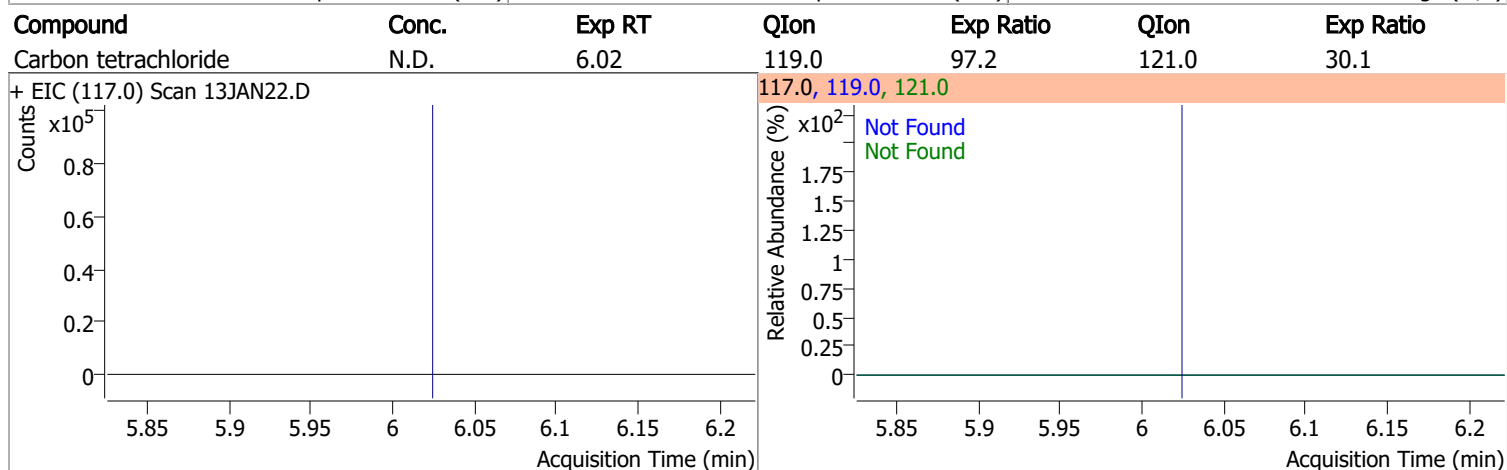 Compound Conc. Exp RT QIon Exp Ratio QIon Exp Ratio
Carbon tetrachloride N.D. 6.02 119.0 97.2 121.0 30.1
+ EIC (117.0) Scan 13JAN22.D
Counts
x10⁵
0.8
0.6
0.4
0.2
0
5.85 5.9 5.95 6 6.05 6.1 6.15 6.2
Acquisition Time (min)
117.0, 119.0, 121.0
Relative Abundance (%)
x10²
Not Found
Not Found
1.75
1.5
1.25
1
0.75
0.5
0.25
0
5.85 5.9 5.95 6 6.05 6.1 6.15 6.2
Acquisition Time (min)